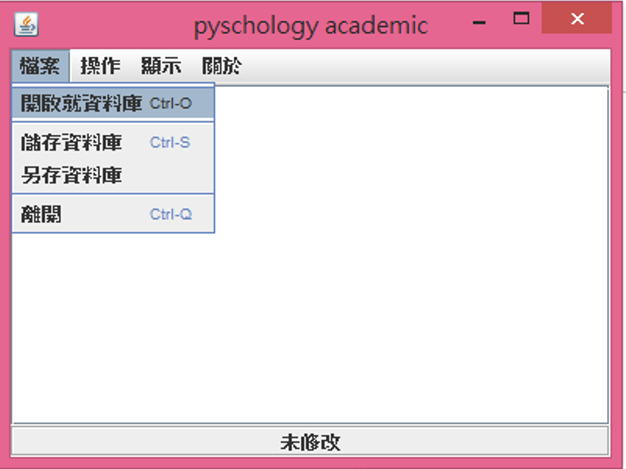 pyschology academic
檔案 操作 顯示 關於
開啟就資料庫 Ctrl-O
儲存資料庫 Ctrl-S
另存資料庫
離開 Ctrl-Q
未修改